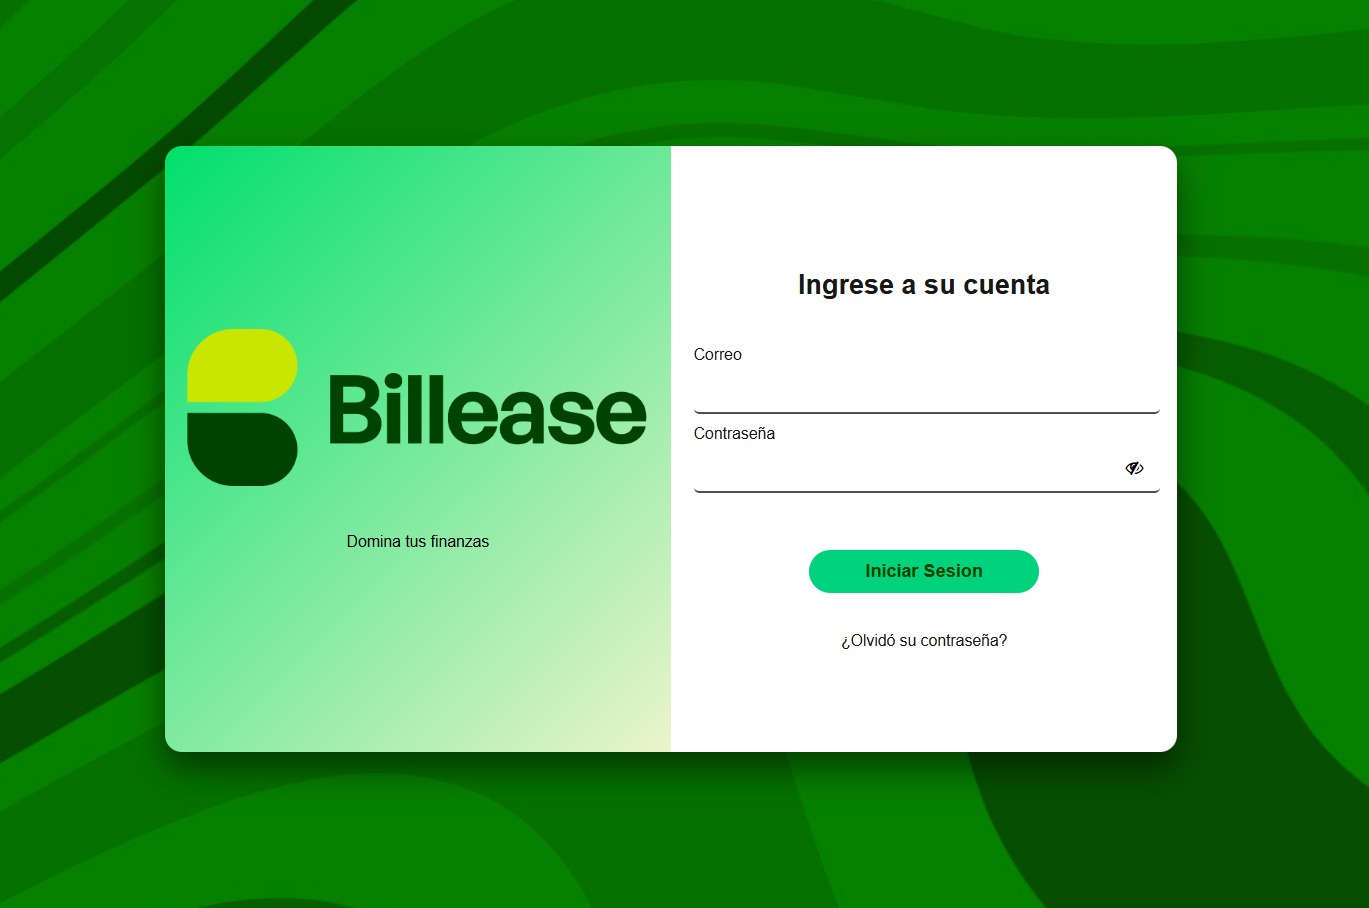 Billease
Domina tus finanzas
Ingrese a su cuenta
Correo
Contraseña
Iniciar Sesion
¿Olvidó su contraseña?